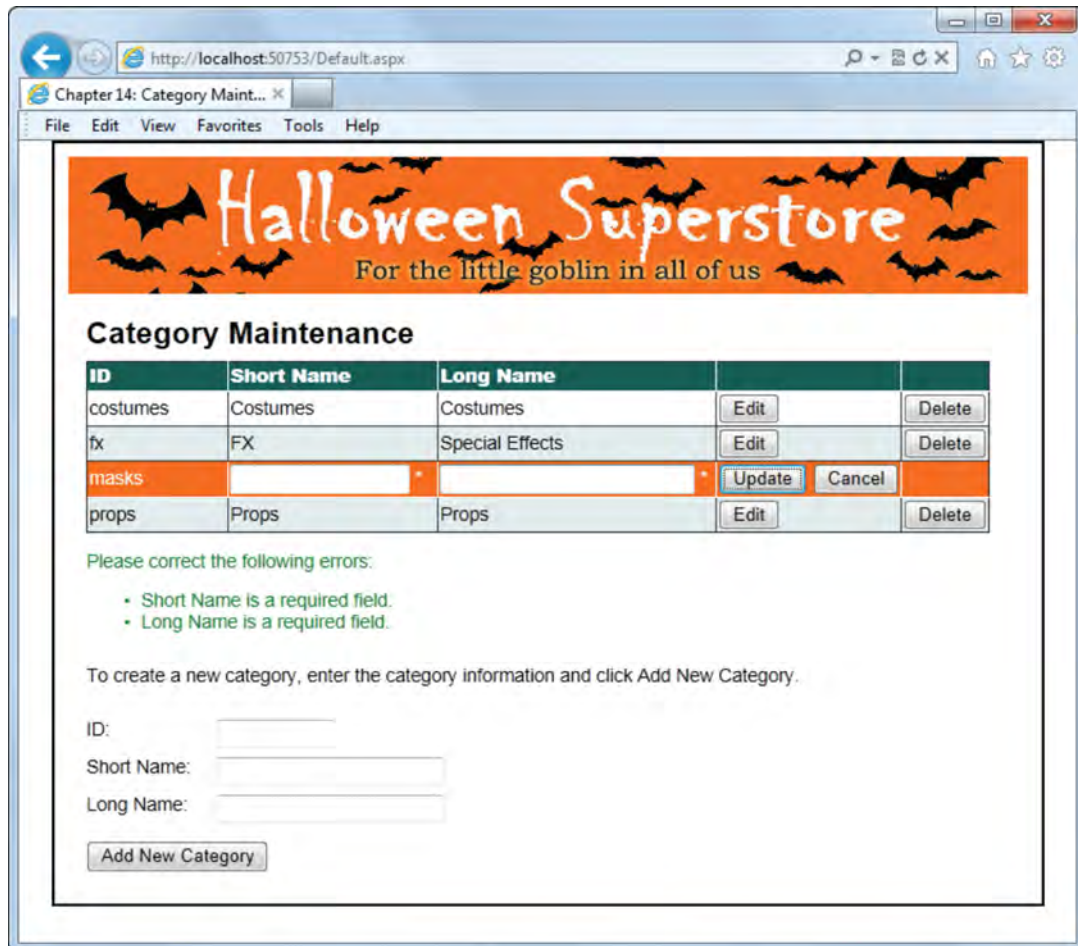 http://localhost:50753/Default.aspx
Chapter 14: Category Maint...
File Edit View Favorites Tools Help
Halloween Superstore
For the little goblin in all of us
Category Maintenance
ID Short Name Long Name
costumes Costumes Costumes Edit Delete
fx FX Special Effects Edit Delete
masks * * Update Cancel
props Props Props Edit Delete
Please correct the following errors:
• Short Name is a required field.
• Long Name is a required field.
To create a new category, enter the category information and click Add New Category.
ID:
Short Name:
Long Name:
Add New Category